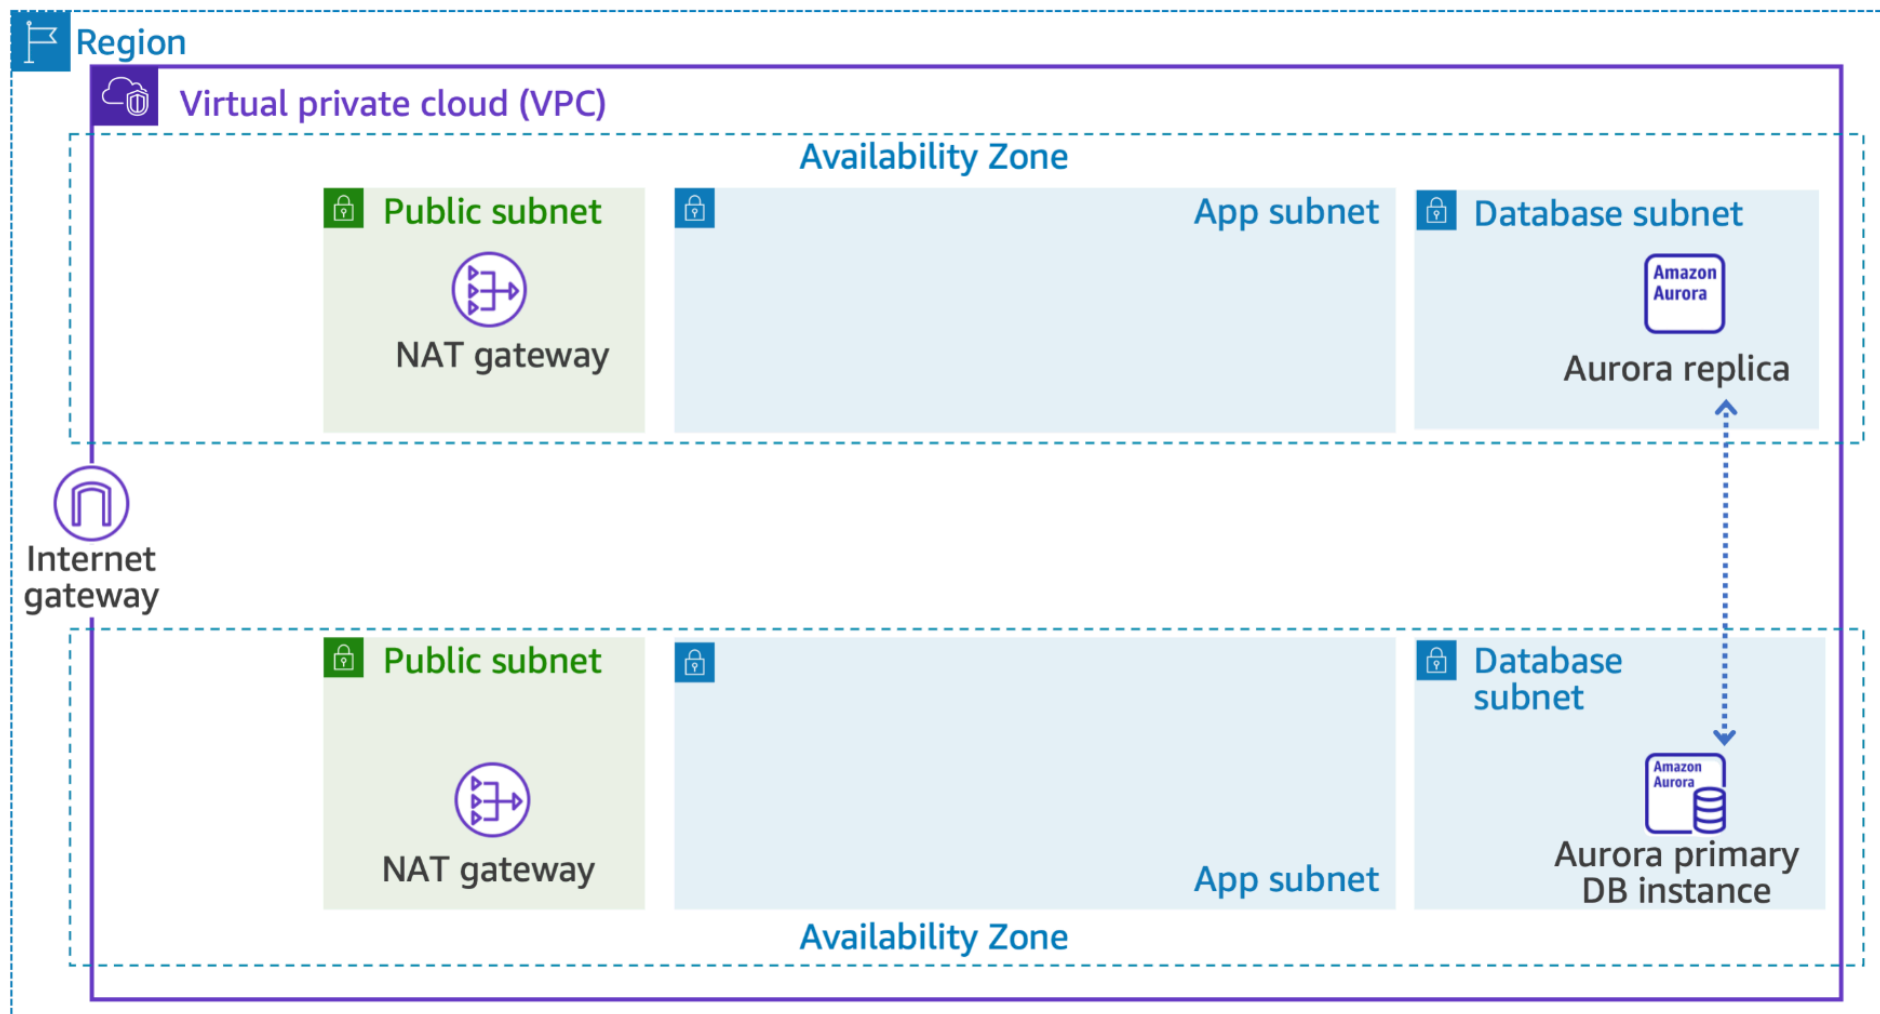 Region
Virtual private cloud (VPC)
Availability Zone
Public subnet
App subnet
Database subnet
Amazon
Aurora
NAT gateway
Aurora replica
Internet
gateway
Public subnet
Database
subnet
Amazon
Aurora
NAT gateway
Aurora primary
DB instance
App subnet
Availability Zone